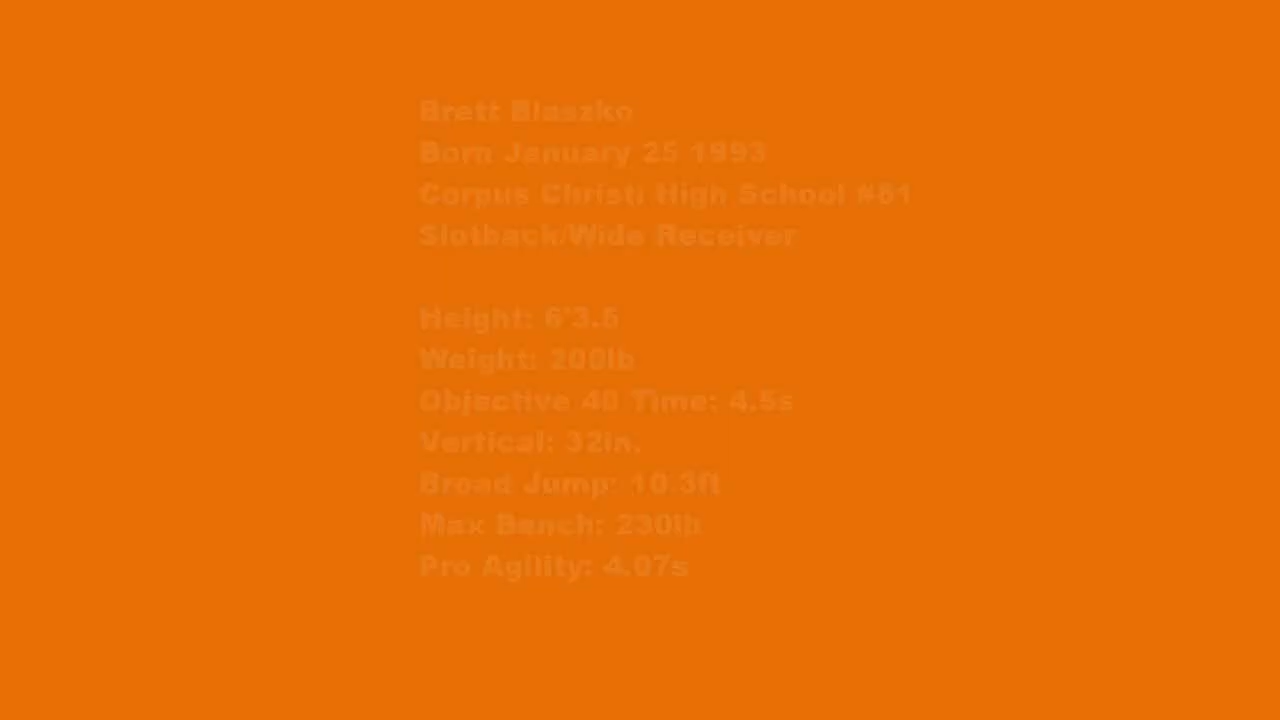 Brett Blaszko
Born January 25 1993
Corpus Christi High School #81
Slotback/Wide Receiver
Height: 6'3.5
Weight: 200lb
Objective 40 Time: 4.5s
Vertical: 32in.
Broad Jump: 10.3ft
Max Bench: 230lb
Pro Agility: 4.07s